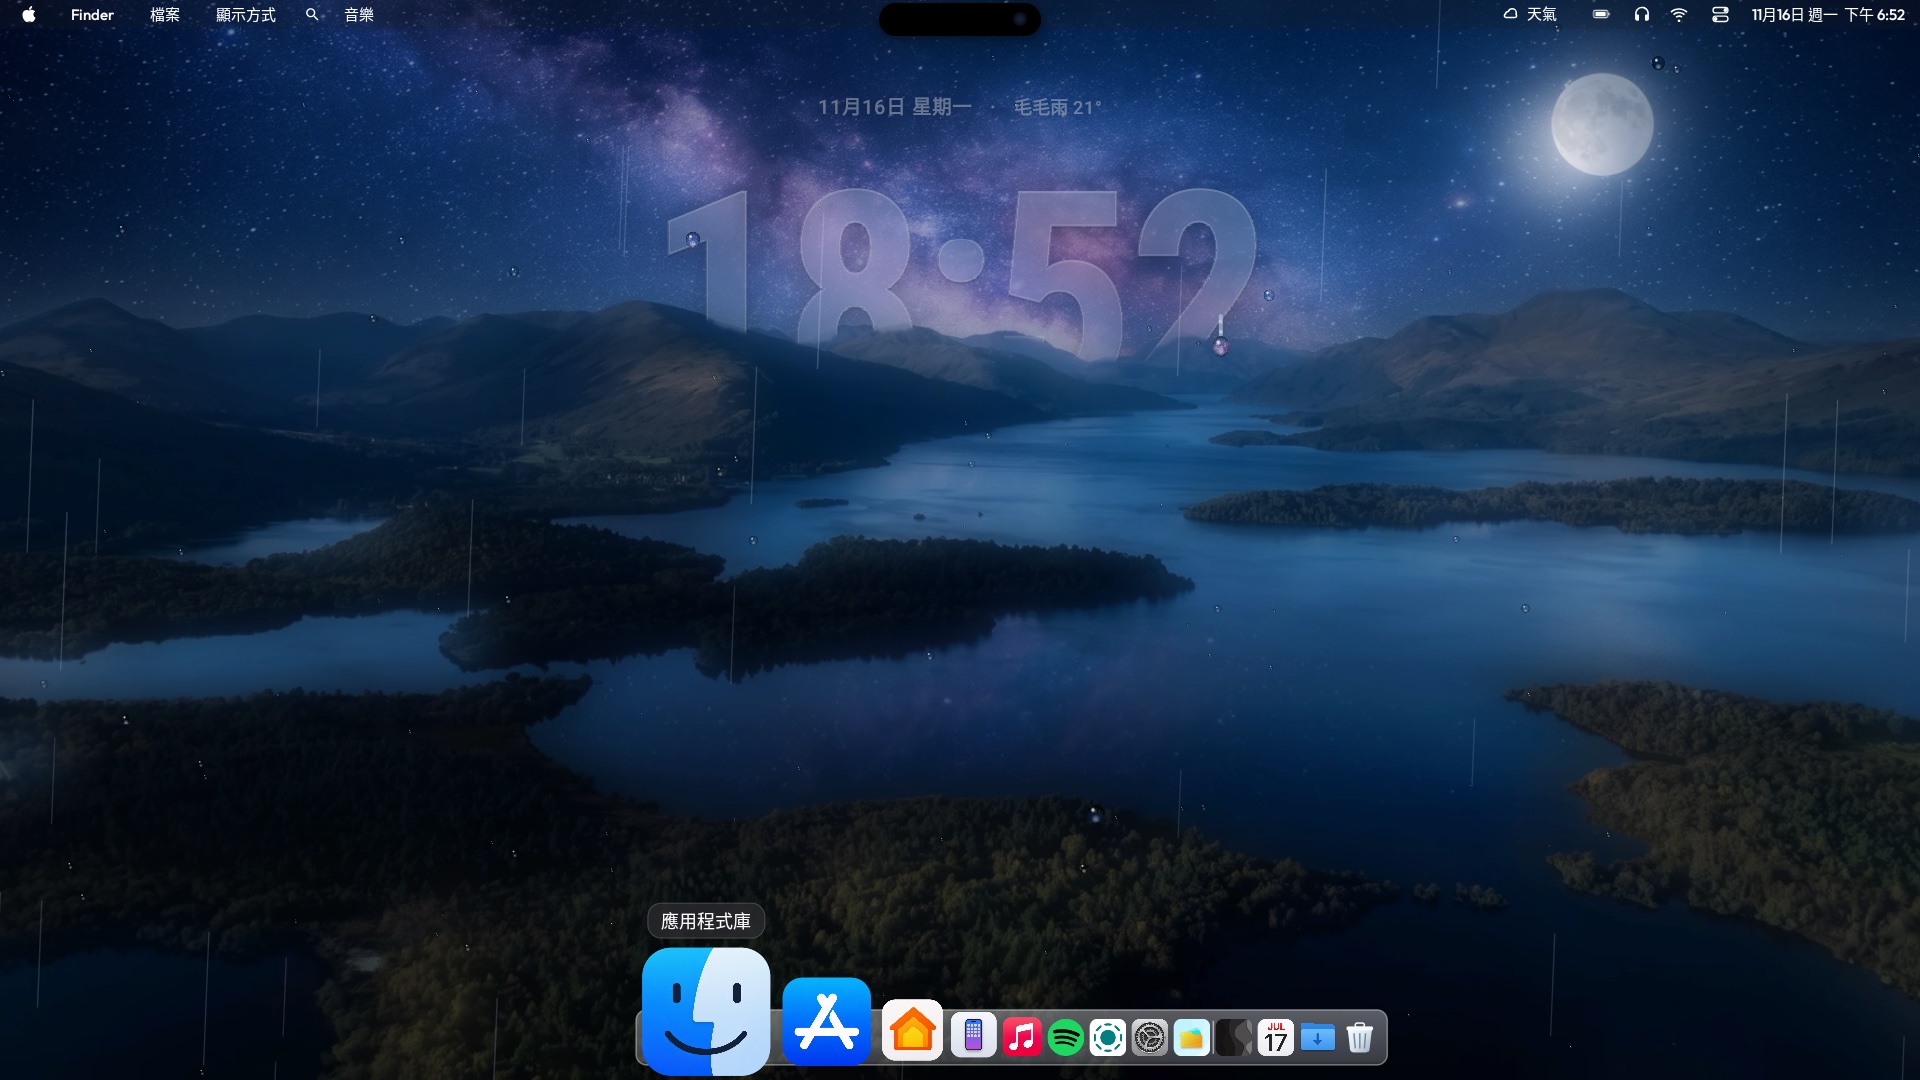 Finder 檔案 顯示方式 音樂 天氣 11月16日 週一 下午 6:52
11月16日 星期一 · 毛毛雨 21°
18:52
應用程式庫
JUL
17